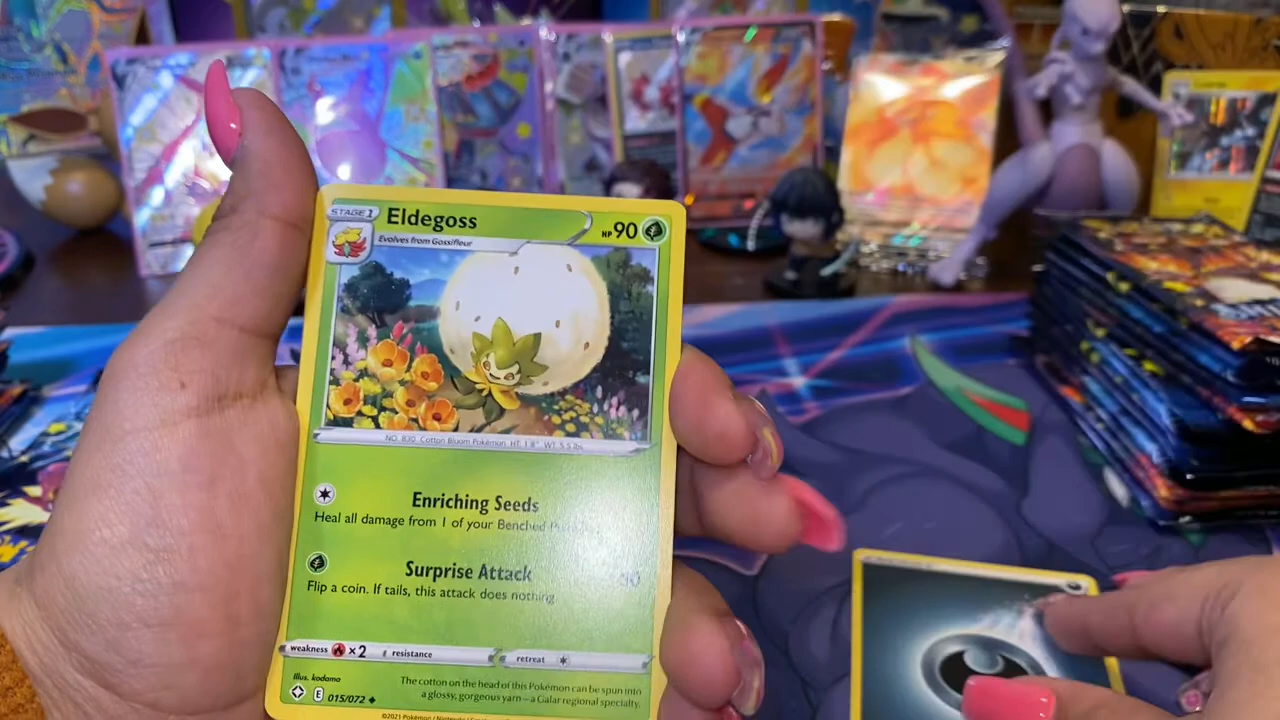 STAGE 1
Eldegoss
HP 90
Evolves from Gossifleur
NO. 830 Cotton Bloom Pokémon HT. 1'8" WT. 5.5 lbs.
Enriching Seeds
Heal all damage from 1 of your Benched
Surprise Attack
Flip a coin. If tails, this attack does nothing.
weakness ×2 resistance retreat
Illus. kodama
E 015/072
The cotton on the head of this Pokémon can be spun into
a glossy, gorgeous yarn—a Galar regional specialty.
©2021 Pokémon / Nintendo /